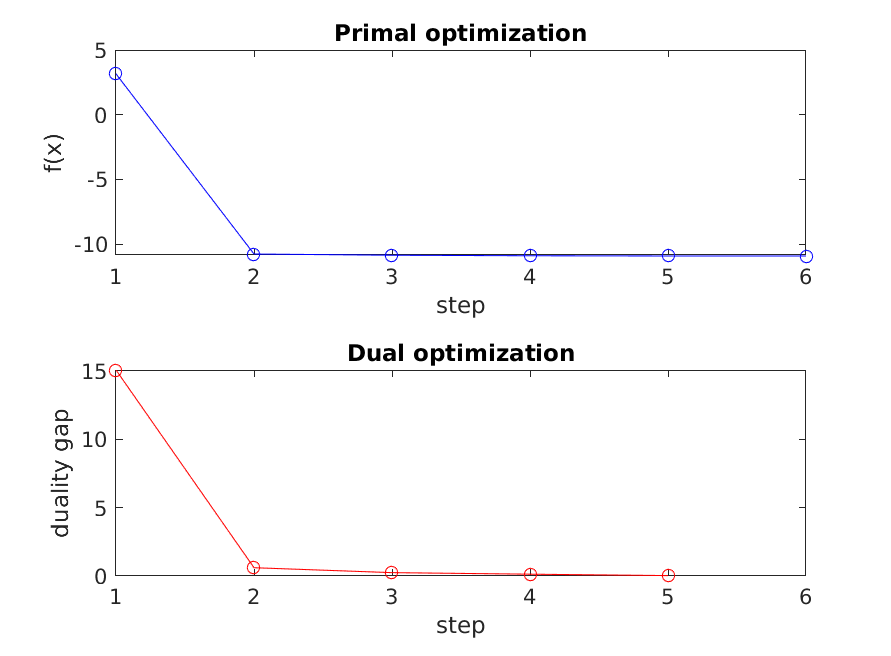 Primal optimization
5
0
-5
-10
f(x)
1 2 3 4 5 6
step
Dual optimization
15
10
5
0
duality gap
1 2 3 4 5 6
step